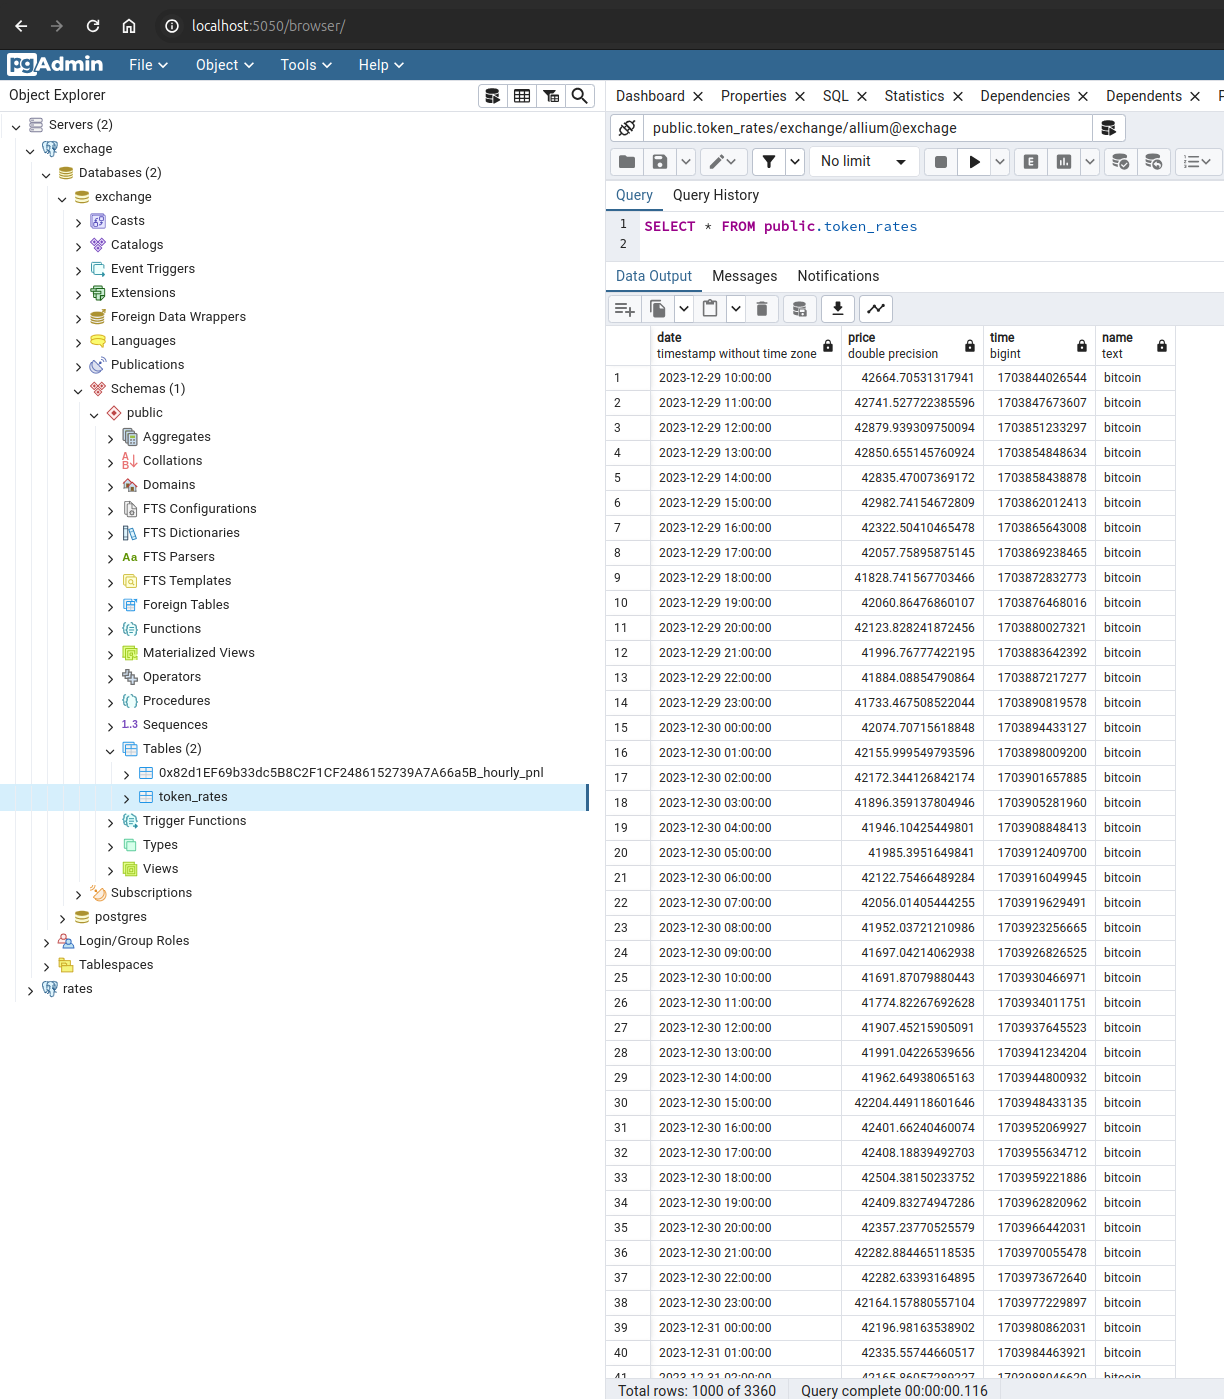 localhost:5050/browser/
pgAdmin File Object Tools Help
Object Explorer
Servers (2)
exchage
Databases (2)
exchange
Casts
Catalogs
Event Triggers
Extensions
Foreign Data Wrappers
Languages
Publications
Schemas (1)
public
Aggregates
Collations
Domains
FTS Configurations
FTS Dictionaries
FTS Parsers
FTS Templates
Foreign Tables
Functions
Materialized Views
Operators
Procedures
1..3 Sequences
Tables (2)
0x82d1EF69b33dc5B8C2F1CF2486152739A7A66a5B_hourly_pnl
token_rates
Trigger Functions
Types
Views
Subscriptions
postgres
Login/Group Roles
Tablespaces
rates
Dashboard Properties SQL Statistics Dependencies Dependents
public.token_rates/exchange/allium@exchage
No limit
Query Query History
1 SELECT * FROM public.token_rates
2
Data Output Messages Notifications
date price time name
timestamp without time zone double precision bigint text
1 2023-12-29 10:00:00 42664.70531317941 1703844026544 bitcoin
2 2023-12-29 11:00:00 42741.527722385596 1703847673607 bitcoin
3 2023-12-29 12:00:00 42879.939309750094 1703851233297 bitcoin
4 2023-12-29 13:00:00 42850.655145760924 1703854848634 bitcoin
5 2023-12-29 14:00:00 42835.47007369172 1703858438878 bitcoin
6 2023-12-29 15:00:00 42982.74154672809 1703862012413 bitcoin
7 2023-12-29 16:00:00 42322.50410465478 1703865643008 bitcoin
8 2023-12-29 17:00:00 42057.75895875145 1703869238465 bitcoin
9 2023-12-29 18:00:00 41828.741567703466 1703872832773 bitcoin
10 2023-12-29 19:00:00 42060.86476860107 1703876468016 bitcoin
11 2023-12-29 20:00:00 42123.828241872456 1703880027321 bitcoin
12 2023-12-29 21:00:00 41996.76777422195 1703883642392 bitcoin
13 2023-12-29 22:00:00 41884.08854790864 1703887217277 bitcoin
14 2023-12-29 23:00:00 41733.467508522044 1703890819578 bitcoin
15 2023-12-30 00:00:00 42074.70715618848 1703894433127 bitcoin
16 2023-12-30 01:00:00 42155.999549793596 1703898009200 bitcoin
17 2023-12-30 02:00:00 42172.344126842174 1703901657885 bitcoin
18 2023-12-30 03:00:00 41896.359137804946 1703905281960 bitcoin
19 2023-12-30 04:00:00 41946.10425449801 1703908848413 bitcoin
20 2023-12-30 05:00:00 41985.3951649841 1703912409700 bitcoin
21 2023-12-30 06:00:00 42122.75466489284 1703916049945 bitcoin
22 2023-12-30 07:00:00 42056.01405444255 1703919629491 bitcoin
23 2023-12-30 08:00:00 41952.03721210986 1703923256665 bitcoin
24 2023-12-30 09:00:00 41697.04214062938 1703926826525 bitcoin
25 2023-12-30 10:00:00 41691.87079880443 1703930466971 bitcoin
26 2023-12-30 11:00:00 41774.82267692628 1703934011751 bitcoin
27 2023-12-30 12:00:00 41907.45215905091 1703937645523 bitcoin
28 2023-12-30 13:00:00 41991.04226539656 1703941234204 bitcoin
29 2023-12-30 14:00:00 41962.64938065163 1703944800932 bitcoin
30 2023-12-30 15:00:00 42204.449118601646 1703948433135 bitcoin
31 2023-12-30 16:00:00 42401.66240460074 1703952069927 bitcoin
32 2023-12-30 17:00:00 42408.18839492703 1703955634712 bitcoin
33 2023-12-30 18:00:00 42504.38150233752 1703959221886 bitcoin
34 2023-12-30 19:00:00 42409.83274947286 1703962820962 bitcoin
35 2023-12-30 20:00:00 42357.23770525579 1703966442031 bitcoin
36 2023-12-30 21:00:00 42282.884465118535 1703970055478 bitcoin
37 2023-12-30 22:00:00 42282.63393164895 1703973672640 bitcoin
38 2023-12-30 23:00:00 42164.157880557104 1703977229897 bitcoin
39 2023-12-31 00:00:00 42196.98163538902 1703980862031 bitcoin
40 2023-12-31 01:00:00 42335.55744660517 1703984463921 bitcoin
Total rows: 1000 of 3360 Query complete 00:00:00.116